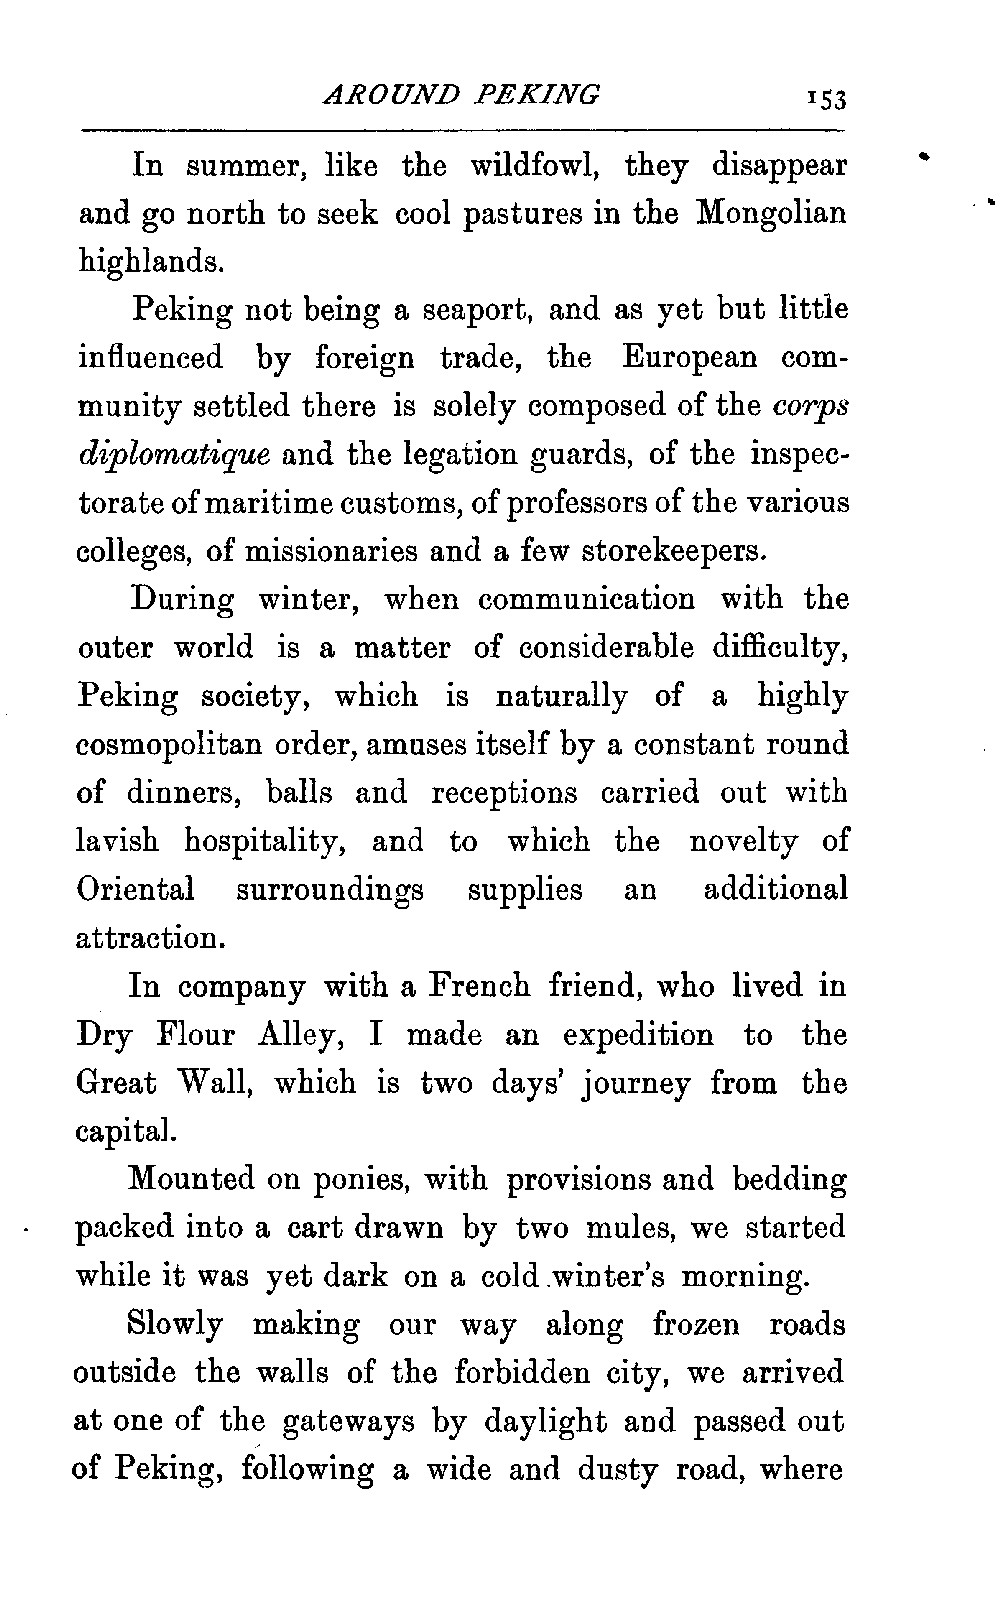 AROUND PEKING 153
In summer, like the wildfowl, they disappear
and go north to seek cool pastures in the Mongolian
highlands.
Peking not being a seaport, and as yet but little
influenced by foreign trade, the European com-
munity settled there is solely composed of the corps
diplomatique and the legation guards, of the inspec-
torate of maritime customs, of professors of the various
colleges, of missionaries and a few storekeepers.
During winter, when communication with the
outer world is a matter of considerable difficulty,
Peking society, which is naturally of a highly
cosmopolitan order, amuses itself by a constant round
of dinners, balls and receptions carried out with
lavish hospitality, and to which the novelty of
Oriental surroundings supplies an additional
attraction.
In company with a French friend, who lived in
Dry Flour Alley, I made an expedition to the
Great Wall, which is two days' journey from the
capital.
Mounted on ponies, with provisions and bedding
packed into a cart drawn by two mules, we started
while it was yet dark on a cold winter's morning.
Slowly making our way along frozen roads
outside the walls of the forbidden city, we arrived
at one of the gateways by daylight and passed out
of Peking, following a wide and dusty road, where